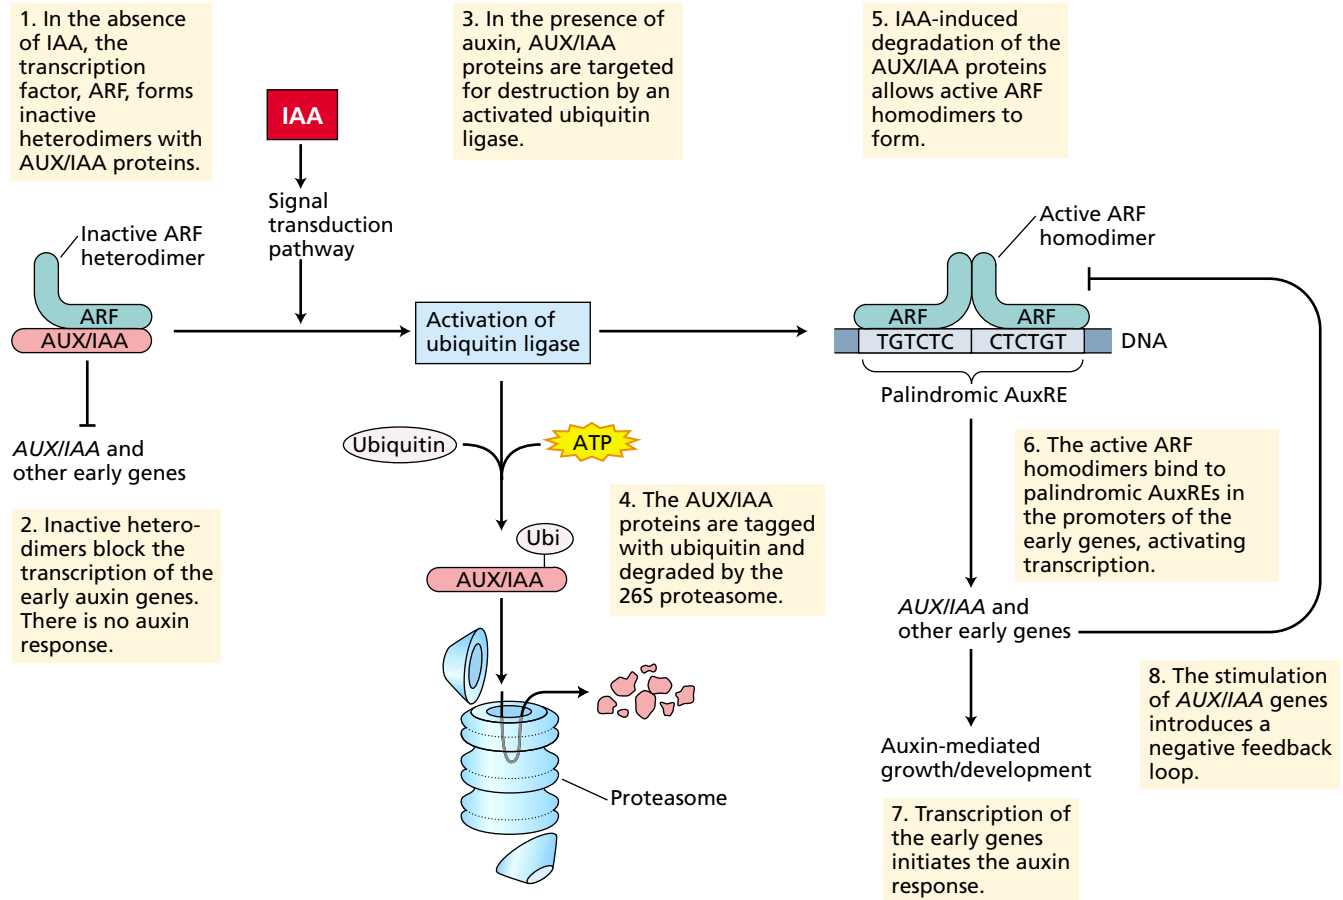 1. In the absence
of IAA, the
transcription
factor, ARF, forms
inactive
heterodimers with
AUX/IAA proteins.
IAA
Signal
transduction
pathway
3. In the presence of
auxin, AUX/IAA
proteins are targeted
for destruction by an
activated ubiquitin
ligase.
5. IAA-induced
degradation of the
AUX/IAA proteins
allows active ARF
homodimers to
form.
Inactive ARF
heterodimer
ARF
AUX/IAA
AUX/IAA and
other early genes
2. Inactive hetero-
dimers block the
transcription of the
early auxin genes.
There is no auxin
response.
Activation of
ubiquitin ligase
Ubiquitin
ATP
Ubi
AUX/IAA
4. The AUX/IAA
proteins are tagged
with ubiquitin and
degraded by the
26S proteasome.
Proteasome
Active ARF
homodimer
ARF ARF
TGTCTC CTCTGT DNA
Palindromic AuxRE
6. The active ARF
homodimers bind to
palindromic AuxREs in
the promoters of the
early genes, activating
transcription.
AUX/IAA and
other early genes
8. The stimulation
of AUX/IAA genes
introduces a
negative feedback
loop.
Auxin-mediated
growth/development
7. Transcription of
the early genes
initiates the auxin
response.